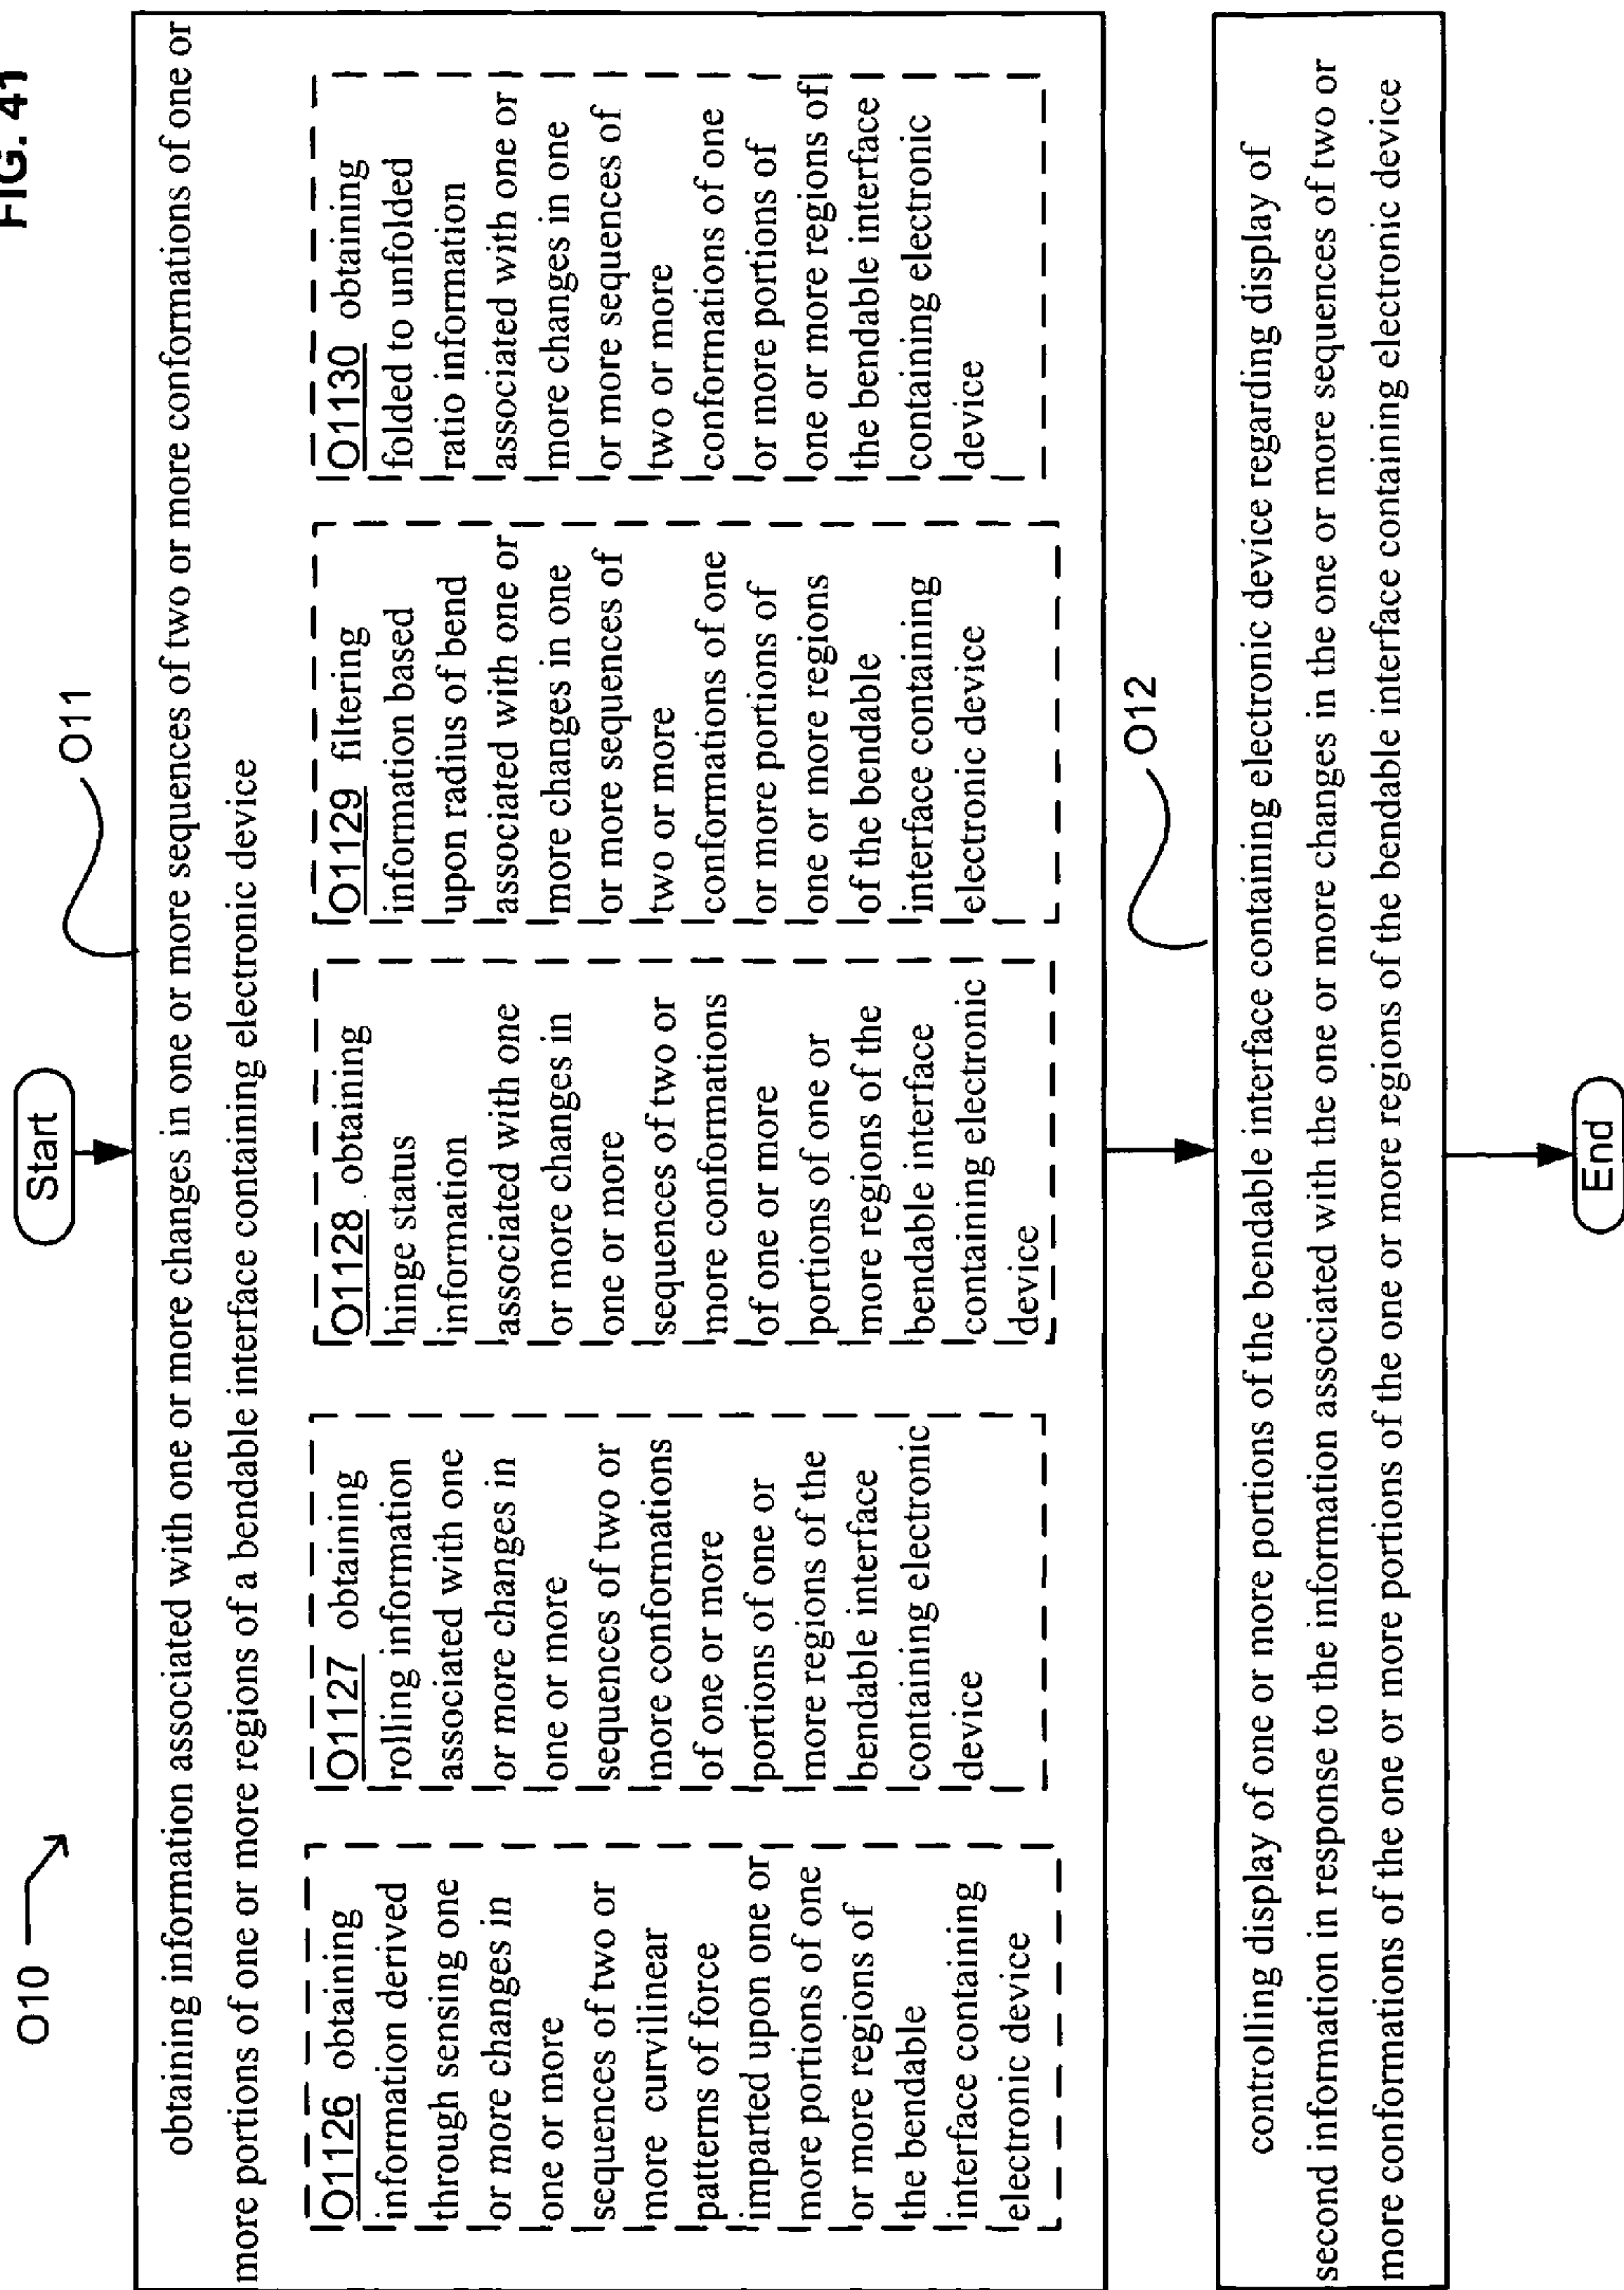 FIG. 41
O10
Start
O11
obtaining information associated with one or more changes in one or more sequences of two or more conformations of one or
more portions of one or more regions of a bendable interface containing electronic device
O1126 obtaining
information derived
through sensing one
or more changes in
one or more
sequences of two or
more curvilinear
patterns of force
imparted upon one or
more portions of one
or more regions of
the bendable
interface containing
electronic device
O1127 obtaining
rolling information
associated with one
or more changes in
one or more
sequences of two or
more conformations
of one or more
portions of one or
more regions of the
bendable interface
containing electronic
device
O1128 obtaining
hinge status
information
associated with one
or more changes in
one or more
sequences of two or
more conformations
of one or more
portions of one or
more regions of the
bendable interface
containing electronic
device
O1129 filtering
information based
upon radius of bend
associated with one or
more changes in one
or more sequences of
two or more
conformations of one
or more portions of
one or more regions
of the bendable
interface containing
electronic device
O1130 obtaining
folded to unfolded
ratio information
associated with one or
more changes in one
or more sequences of
two or more
conformations of one
or more portions of
one or more regions of
the bendable interface
containing electronic
device
O12
controlling display of one or more portions of the bendable interface containing electronic device regarding display of
second information in response to the information associated with the one or more changes in the one or more sequences of two or
more conformations of the one or more portions of the one or more regions of the bendable interface containing electronic device
End